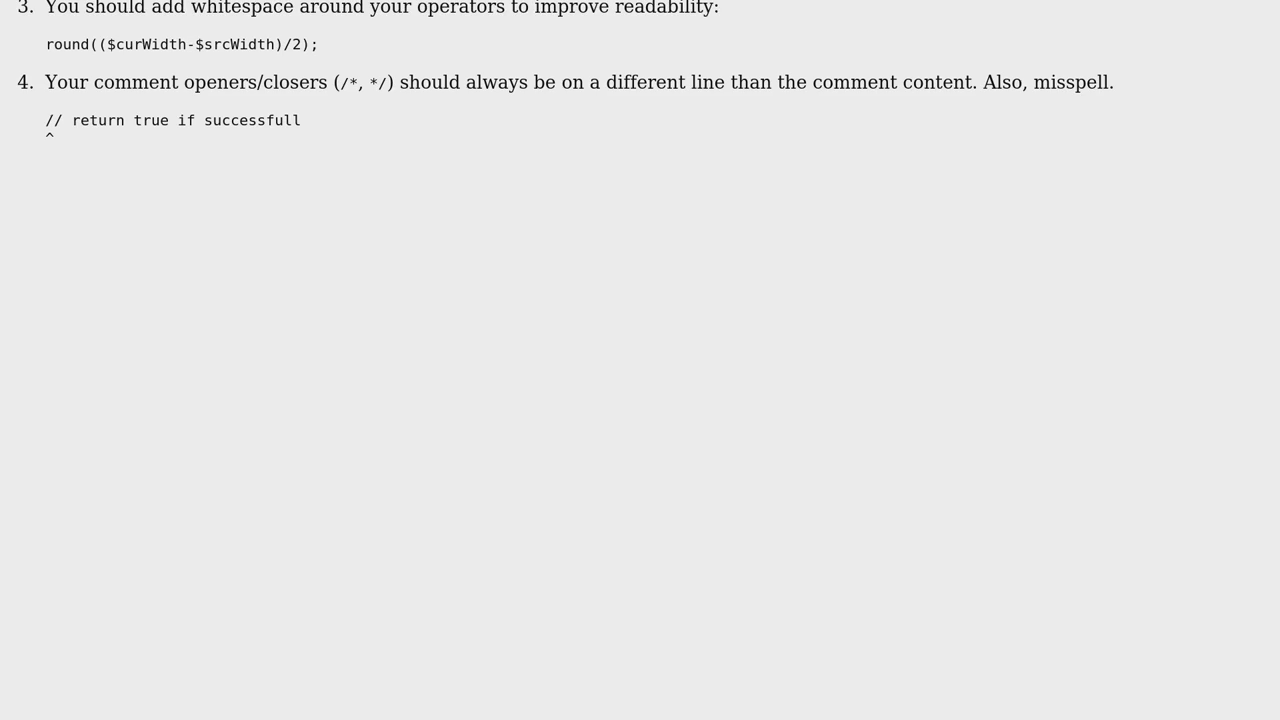 3. You should add whitespace around your operators to improve readability:
round(($curWidth-$srcWidth)/2);
4. Your comment openers/closers (/*, */) should always be on a different line than the comment content. Also, misspell.
// return true if successfull
^